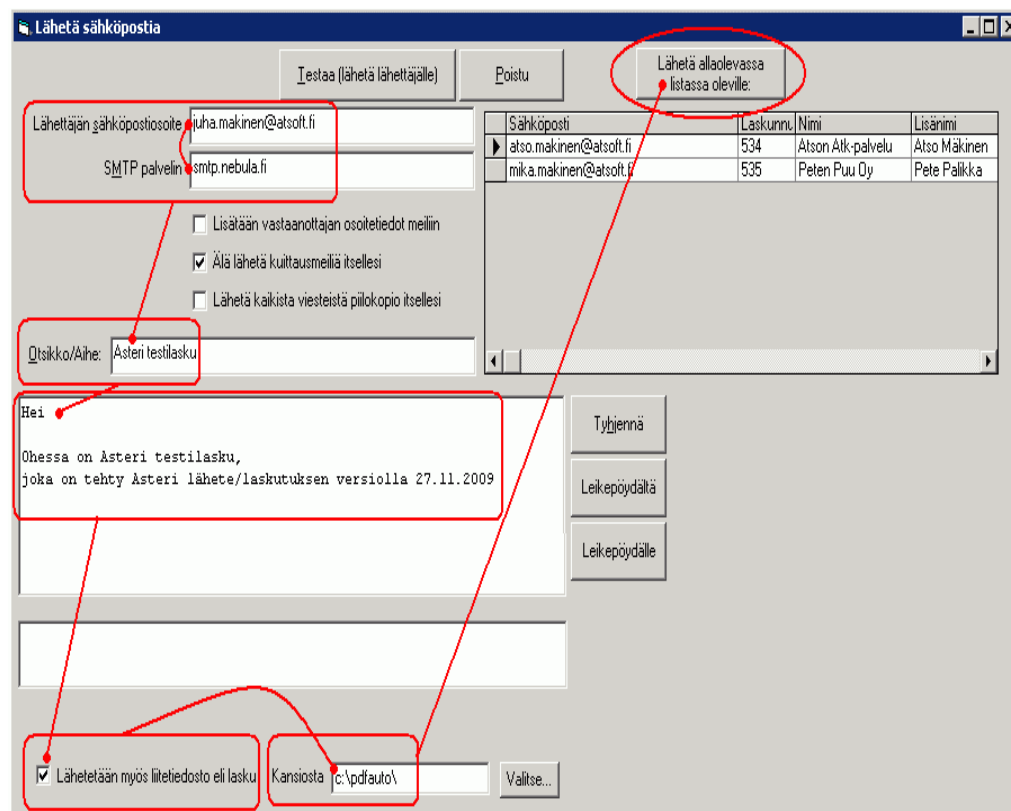 Lähetä sähköpostia
Testaa (lähetä lähettäjälle)
Poistu
Lähetä allaolevassa
listassa oleville:
Lähettäjän sähköpostiosoite
juha.makinen@atsoft.fi
SMTP palvelin
smtp.nebula.fi
Lisätään vastaanottajan osoitetiedot meiliin
Älä lähetä kuittausmeiliä itsellesi
Lähetä kaikista viesteistä piilokopio itsellesi
Sähköposti Laskunnu Nimi Lisänimi
atso.makinen@atsoft.fi 534 Atson Atk-palvelu Atso Mäkinen
mika.makinen@atsoft.fi 535 Peten Puu Oy Pete Palikka
Otsikko/Aihe: Asteri testilasku
Hei
Ohessa on Asteri testilasku,
joka on tehty Asteri lähete/laskutuksen versiolla 27.11.2009
Tyhjennä
Leikepöydältä
Leikepöydälle
Lähetetään myös liitetiedosto eli lasku
Kansiosta
c:\pdfauto\
Valitse...